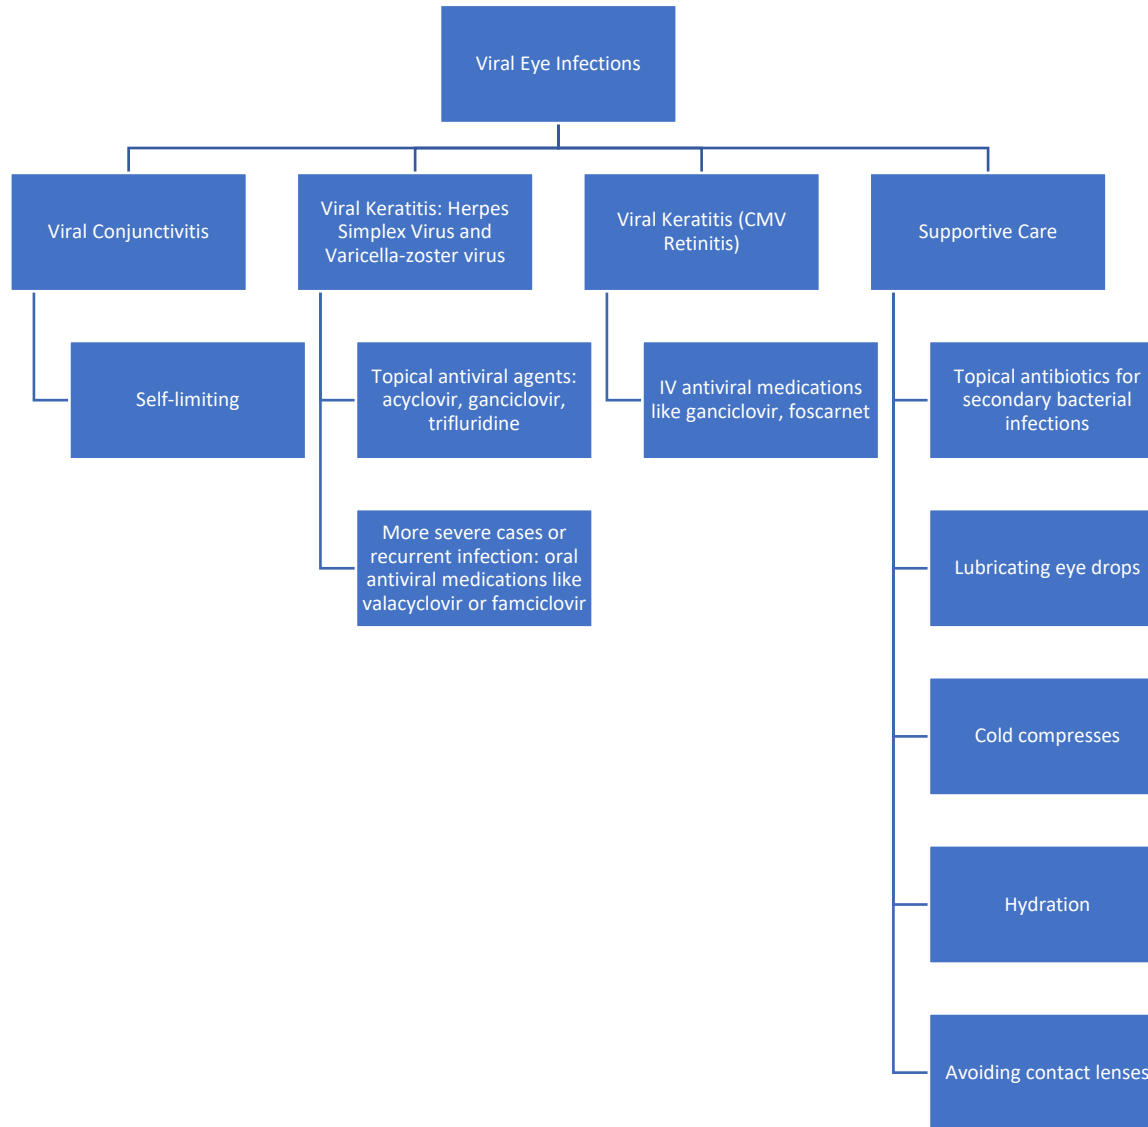 Viral Eye Infections
Viral Conjunctivitis
Self-limiting
Viral Keratitis: Herpes
Simplex Virus and
Varicella-zoster virus
Topical antiviral agents:
acyclovir, ganciclovir,
trifluridine
More severe cases or
recurrent infection: oral
antiviral medications like
valacyclovir or famciclovir
Viral Keratitis (CMV
Retinitis)
IV antiviral medications
like ganciclovir, foscarnet
Supportive Care
Topical antibiotics for
secondary bacterial
infections
Lubricating eye drops
Cold compresses
Hydration
Avoiding contact lenses